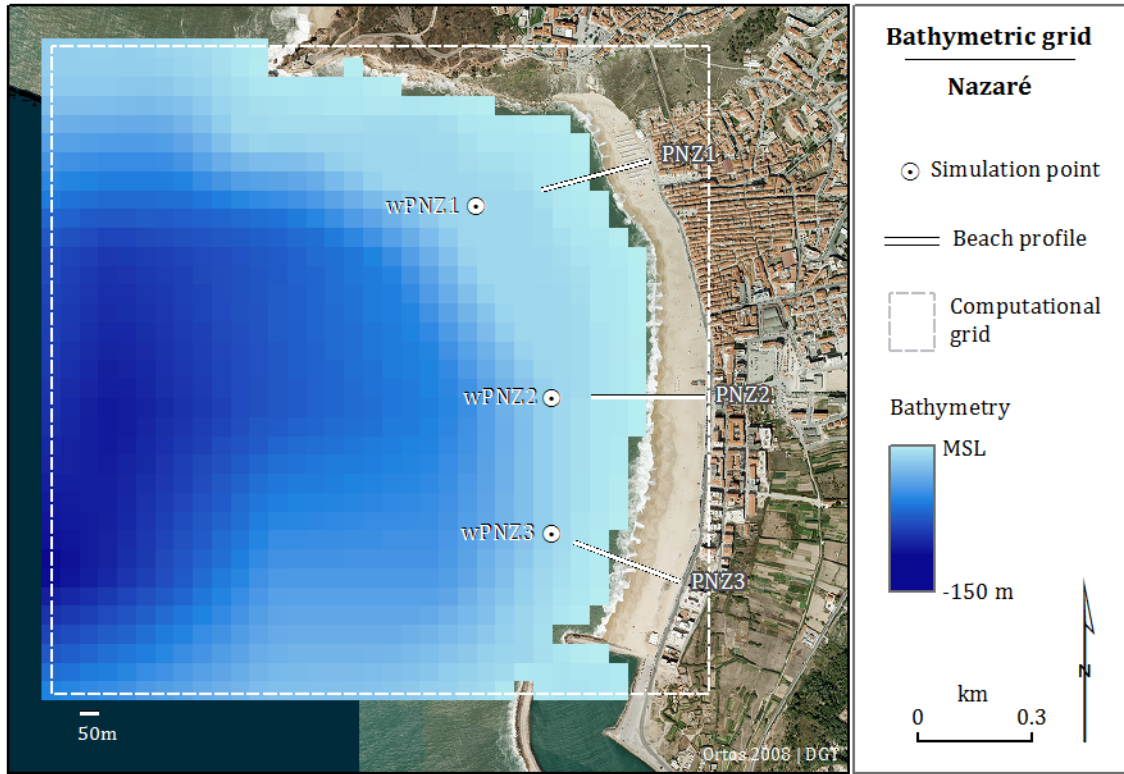 PNZ1
wPNZ1
wPNZ2
PNZ2
wPNZ3
PNZ3
50m
Ortos 2008 | DGT
Bathymetric grid
Nazaré
Simulation point
Beach profile
Computational
grid
Bathymetry
MSL
-150 m
N
km
0 0.3